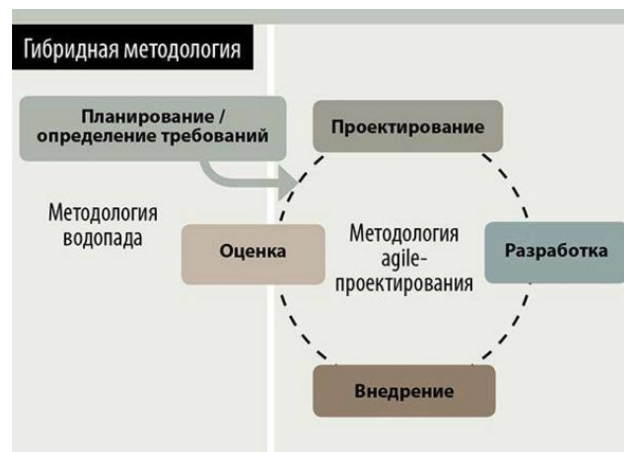 Гибридная методология
Планирование /
определение требований
Проектирование
Методология
водопада
Оценка
Методология
agile-
проектирования
Разработка
Внедрение